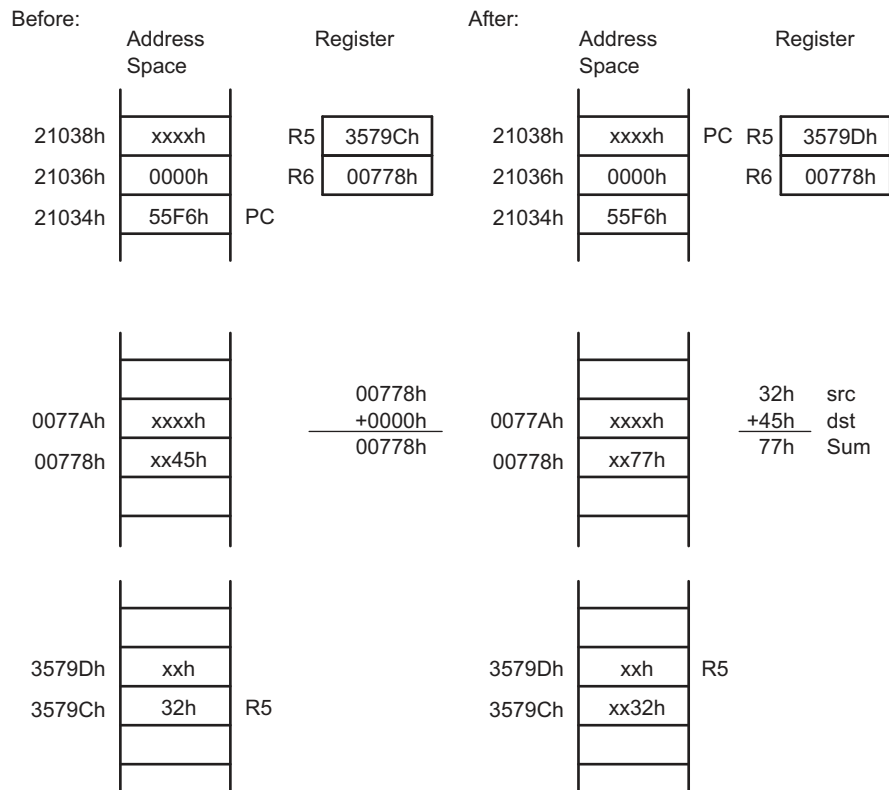 Before:
Address
Space
Register
21038h xxxxh R5 3579Ch
21036h 0000h R6 00778h
21034h 55F6h PC
00778h
0077Ah xxxxh +0000h
00778h xx45h 00778h
3579Dh xxh
3579Ch 32h R5
After:
Address
Space
Register
21038h xxxxh PC R5 3579Dh
21036h 0000h R6 00778h
21034h 55F6h
32h src
0077Ah xxxxh +45h dst
00778h xx77h 77h Sum
3579Dh xxh R5
3579Ch xx32h